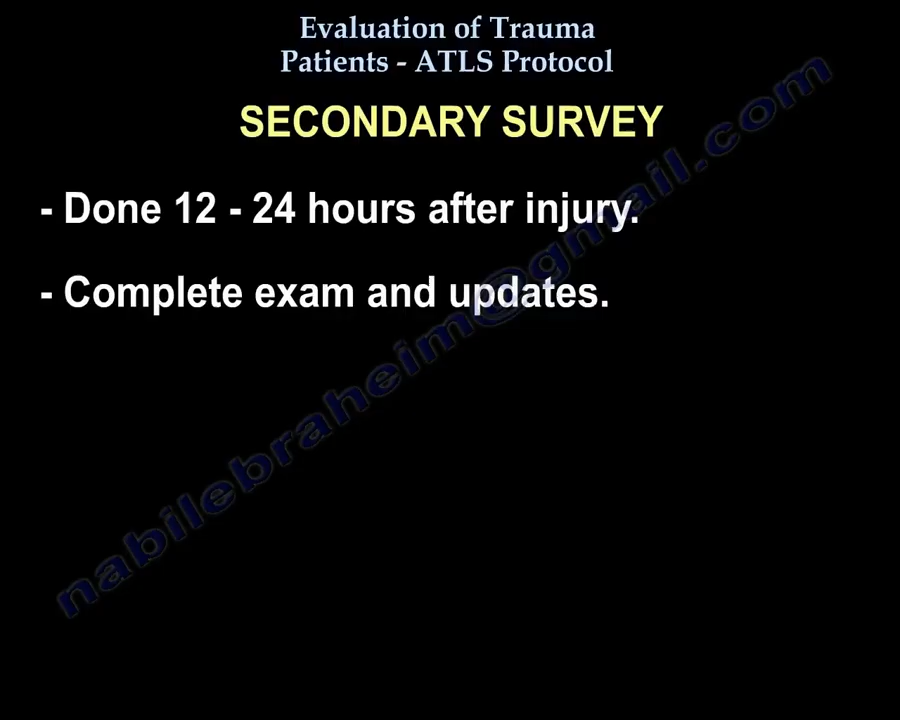 Evaluation of Trauma
Patients - ATLS Protocol
SECONDARY SURVEY
- Done 12 - 24 hours after injury.
- Complete exam and updates.
nabilebraheim@gmail.com